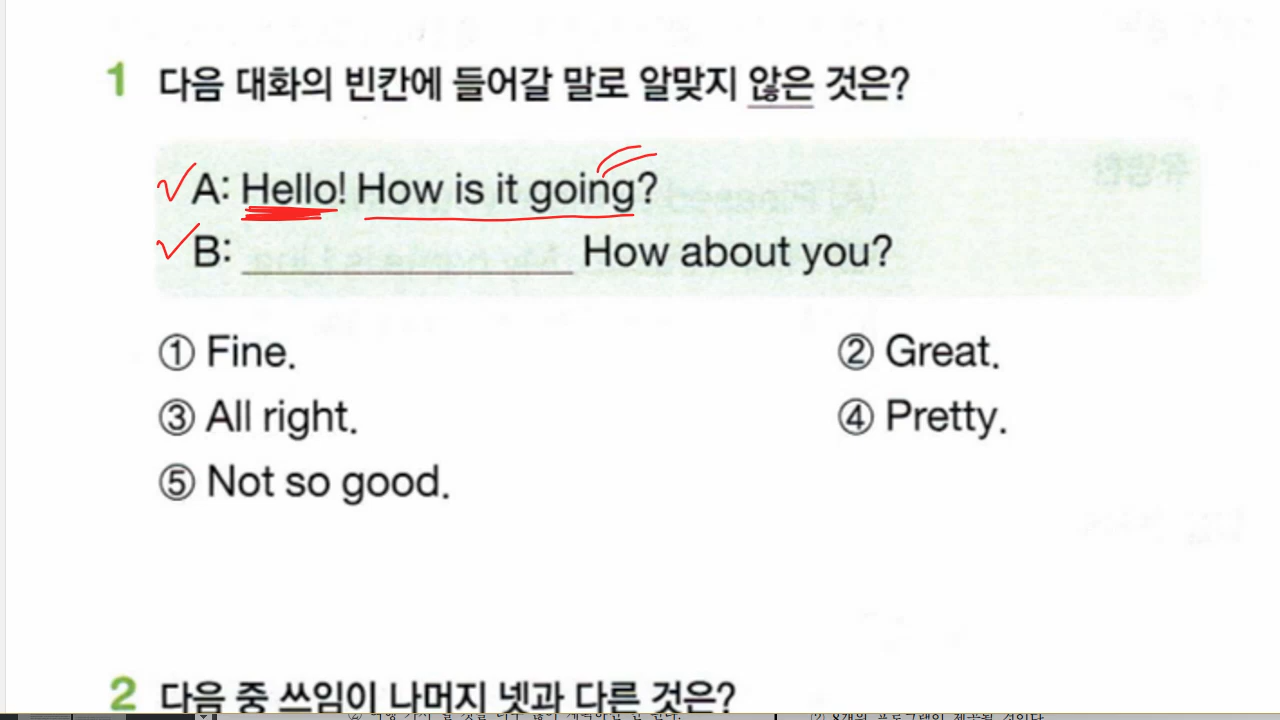 1 다음 대화의 빈칸에 들어갈 말로 알맞지 않은 것은?
A: Hello! How is it going?
B: ____________ How about you?
① Fine.
② Great.
③ All right.
④ Pretty.
⑤ Not so good.
2 다음 중 쓰임이 나머지 넷과 다른 것은?